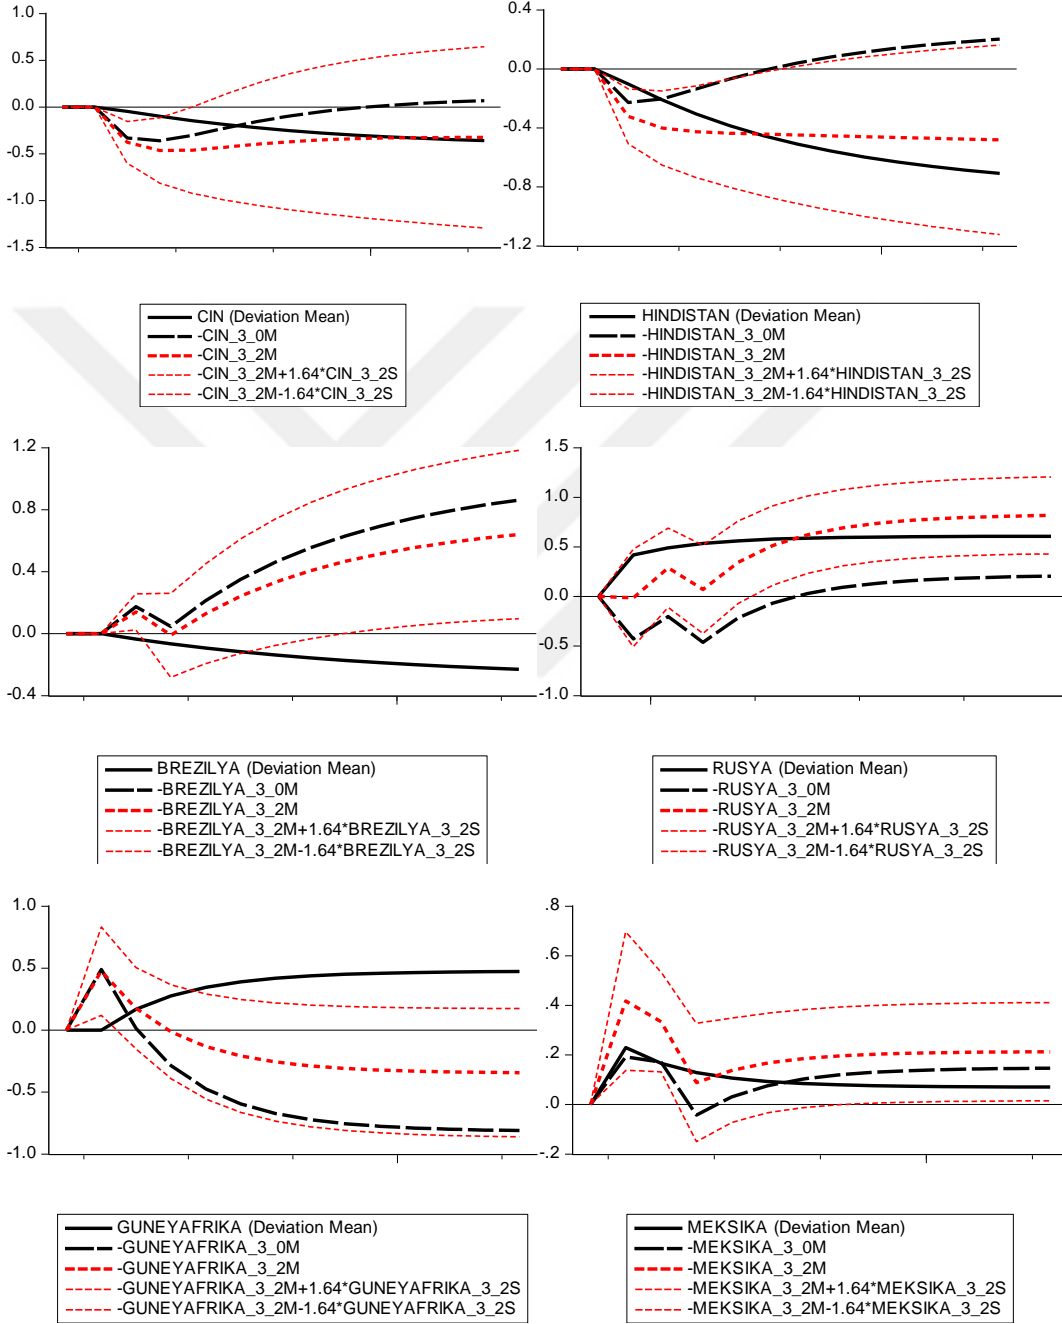 1.0
0.5
0.0
-0.5
-1.0
-1.5
CIN (Deviation Mean)
-CIN_3_0M
-CIN_3_2M
-CIN_3_2M+1.64*CIN_3_2S
-CIN_3_2M-1.64*CIN_3_2S
0.4
0.0
-0.4
-0.8
-1.2
HINDISTAN (Deviation Mean)
-HINDISTAN_3_0M
-HINDISTAN_3_2M
-HINDISTAN_3_2M+1.64*HINDISTAN_3_2S
-HINDISTAN_3_2M-1.64*HINDISTAN_3_2S
1.2
0.8
0.4
0.0
-0.4
BREZILYA (Deviation Mean)
-BREZILYA_3_0M
-BREZILYA_3_2M
-BREZILYA_3_2M+1.64*BREZILYA_3_2S
-BREZILYA_3_2M-1.64*BREZILYA_3_2S
1.5
1.0
0.5
0.0
-0.5
-1.0
RUSYA (Deviation Mean)
-RUSYA_3_0M
-RUSYA_3_2M
-RUSYA_3_2M+1.64*RUSYA_3_2S
-RUSYA_3_2M-1.64*RUSYA_3_2S
1.0
0.5
0.0
-0.5
-1.0
GUNEYAFRIKA (Deviation Mean)
-GUNEYAFRIKA_3_0M
-GUNEYAFRIKA_3_2M
-GUNEYAFRIKA_3_2M+1.64*GUNEYAFRIKA_3_2S
-GUNEYAFRIKA_3_2M-1.64*GUNEYAFRIKA_3_2S
.8
.6
.4
.2
.0
-.2
MEKSIKA (Deviation Mean)
-MEKSIKA_3_0M
-MEKSIKA_3_2M
-MEKSIKA_3_2M+1.64*MEKSIKA_3_2S
-MEKSIKA_3_2M-1.64*MEKSIKA_3_2S